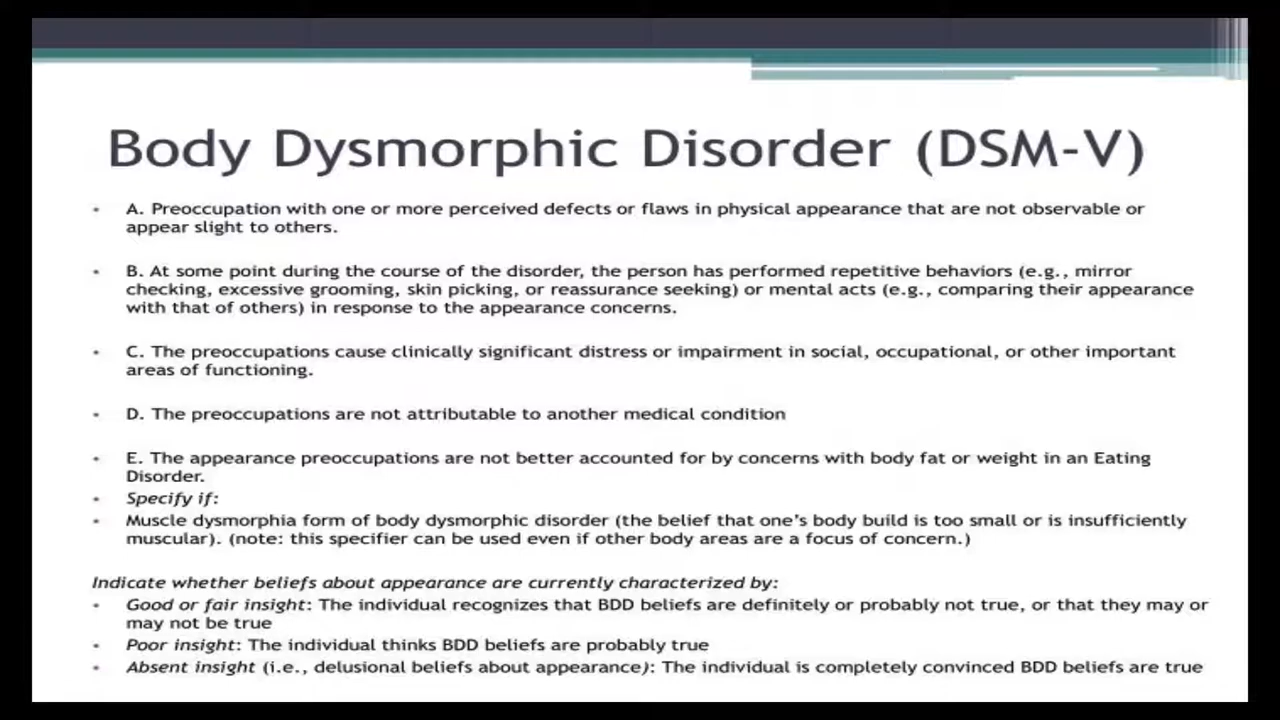 Body Dysmorphic Disorder (DSM-V)
• A. Preoccupation with one or more perceived defects or flaws in physical appearance that are not observable or
appear slight to others.
• B. At some point during the course of the disorder, the person has performed repetitive behaviors (e.g., mirror
checking, excessive grooming, skin picking, or reassurance seeking) or mental acts (e.g., comparing their appearance
with that of others) in response to the appearance concerns.
• C. The preoccupations cause clinically significant distress or impairment in social, occupational, or other important
areas of functioning.
• D. The preoccupations are not attributable to another medical condition
• E. The appearance preoccupations are not better accounted for by concerns with body fat or weight in an Eating
Disorder.
• Specify if:
• Muscle dysmorphia form of body dysmorphic disorder (the belief that one's body build is too small or is insufficiently
muscular). (note: this specifier can be used even if other body areas are a focus of concern.)
Indicate whether beliefs about appearance are currently characterized by:
• Good or fair insight: The individual recognizes that BDD beliefs are definitely or probably not true, or that they may or
may not be true
• Poor insight: The individual thinks BDD beliefs are probably true
• Absent insight (i.e., delusional beliefs about appearance): The individual is completely convinced BDD beliefs are true